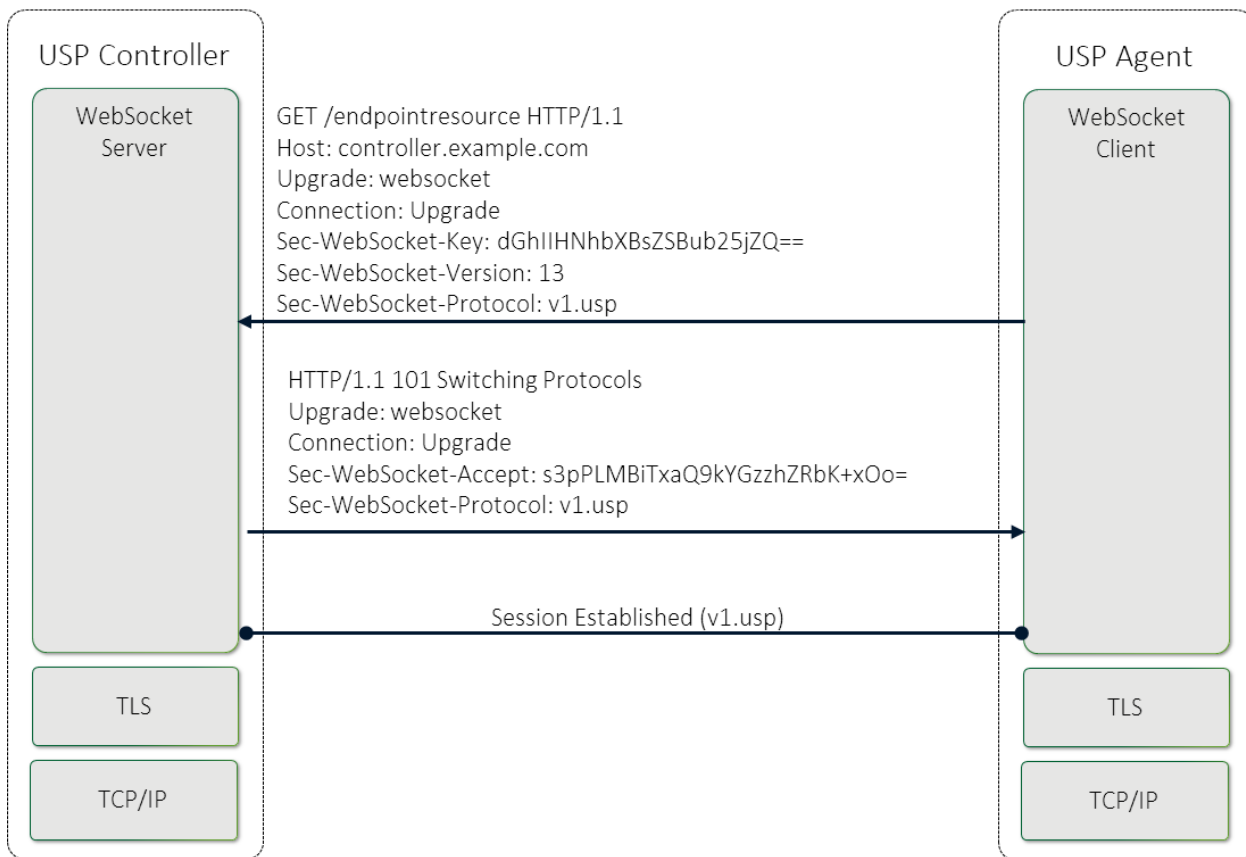 USP Controller
USP Agent
WebSocket
Server
WebSocket
Client
GET /endpointresource HTTP/1.1
Host: controller.example.com
Upgrade: websocket
Connection: Upgrade
Sec-WebSocket-Key: dGhIIHNhbXBsZSBub25jZQ==
Sec-WebSocket-Version: 13
Sec-WebSocket-Protocol: v1.usp
HTTP/1.1 101 Switching Protocols
Upgrade: websocket
Connection: Upgrade
Sec-WebSocket-Accept: s3pPLMBiTxaQ9kYGzzhZRbK+xOo=
Sec-WebSocket-Protocol: v1.usp
Session Established (v1.usp)
TLS
TLS
TCP/IP
TCP/IP